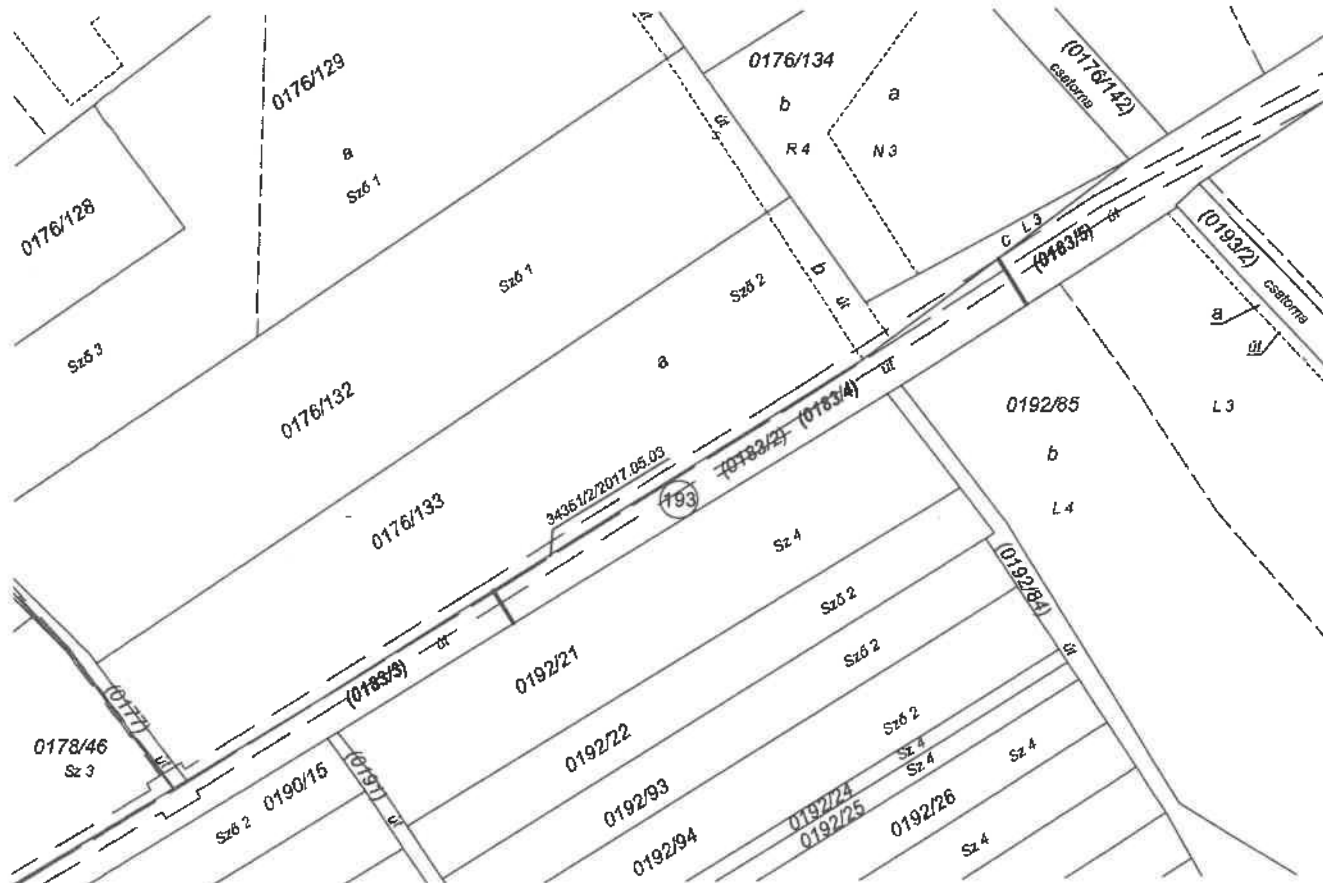 út
0176/129
0176/134
(0176/142)
csatorna
b
a
R 4
N 3
út
a
Sző 1
0176/128
(0193/2)
csatorna
C L 3
(0183/5) út
Sző 1
b
út
Sző 2
a
út
Sző 3
a
0176/132
út
(0183/4)
(0183/2)
0192/85
L 3
b
34361/2/2017.05.03
193
L 4
0176/133
Sz 4
(0192/84)
út
Sző 2
Sző 2
(0183/3) út
0192/21
(0177)
út
0178/46
Sz 3
0192/22
Sző 2
Sz 4
Sz 4
Sz 4
0190/15
(0191)
út
Sző 2
0192/93
0192/24
0192/25
0192/26
0192/94
Sz 4